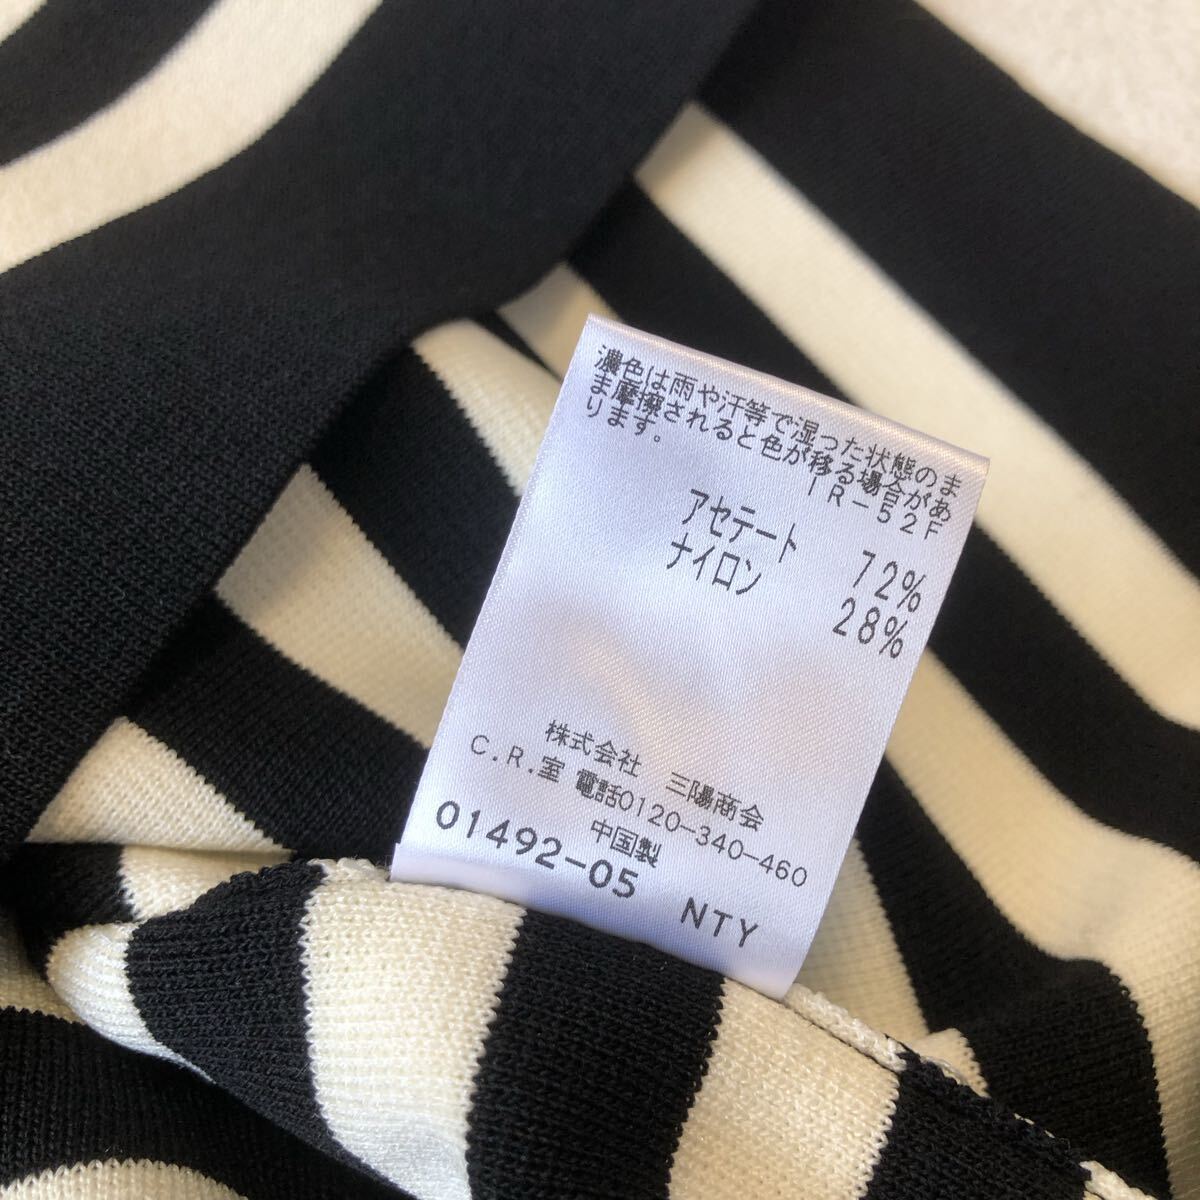 濃色は雨や汗等で湿った状態のま
ま摩擦されると色が移る場合があ
ります。
IR-52F
アセテート 72%
ナイロン 28%
株式会社 三陽商会
C.R.室 電話0120-340-460
中国製
01492-05 NTY